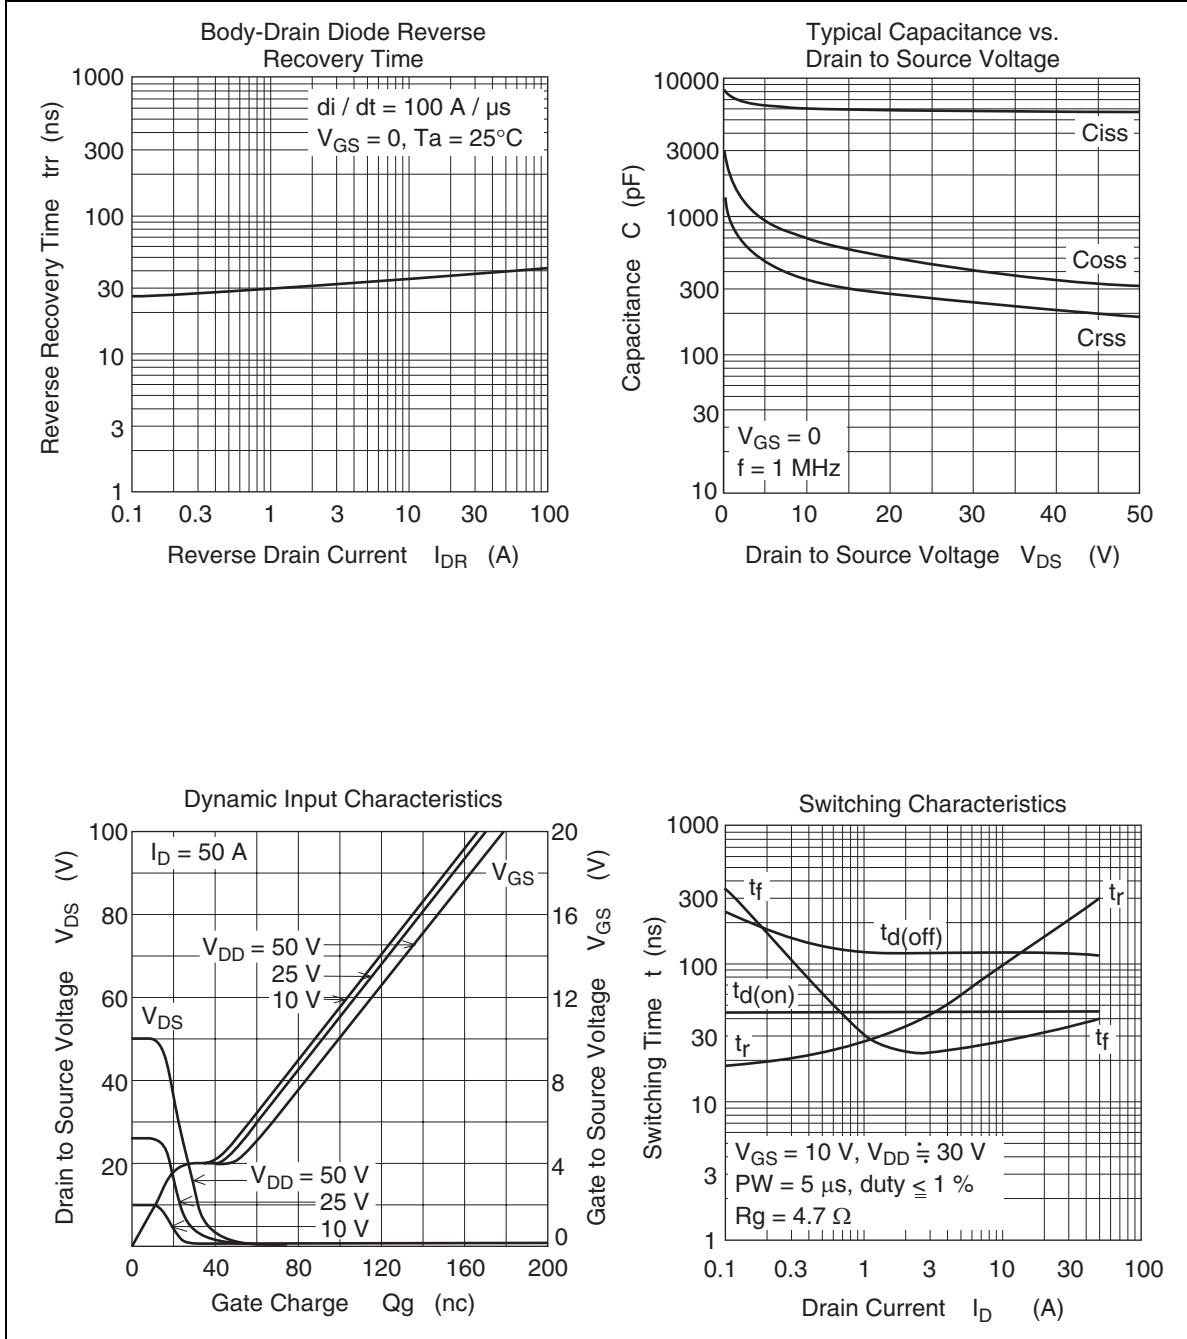 Body-Drain Diode Reverse
Recovery Time
1000
300
100
30
10
3
1
Reverse Recovery Time trr (ns)
di / dt = 100 A / µs
VGS = 0, Ta = 25°C
0.1 0.3 1 3 10 30 100
Reverse Drain Current IDR (A)
Typical Capacitance vs.
Drain to Source Voltage
10000
3000
1000
300
100
30
10
Capacitance C (pF)
Ciss
Coss
Crss
VGS = 0
f = 1 MHz
0 10 20 30 40 50
Drain to Source Voltage VDS (V)
Dynamic Input Characteristics
100
80
60
40
20
0
Drain to Source Voltage VDS (V)
ID = 50 A
VGS
VDD = 50 V
25 V
10 V
VDS
VDD = 50 V
25 V
10 V
20
16
12
8
4
0
Gate to Source Voltage VGS (V)
40 80 120 160 200
Gate Charge Qg (nc)
Switching Characteristics
1000
300
100
30
10
3
1
Switching Time t (ns)
tf
tr
td(off)
td(on)
tr
tf
VGS = 10 V, VDD ≒ 30 V
PW = 5 µs, duty ≦ 1 %
Rg = 4.7 Ω
0.1 0.3 1 3 10 30 100
Drain Current ID (A)